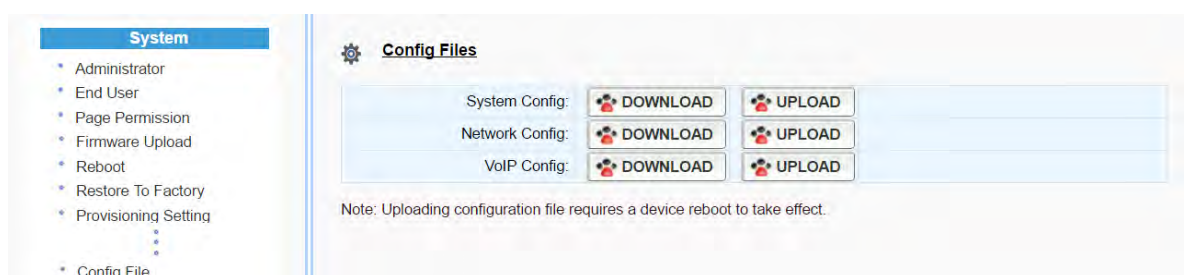 System
Administrator
End User
Page Permission
Firmware Upload
Reboot
Restore To Factory
Provisioning Setting
Config File
Config Files
System Config: DOWNLOAD UPLOAD
Network Config: DOWNLOAD UPLOAD
VoIP Config: DOWNLOAD UPLOAD
Note: Uploading configuration file requires a device reboot to take effect.